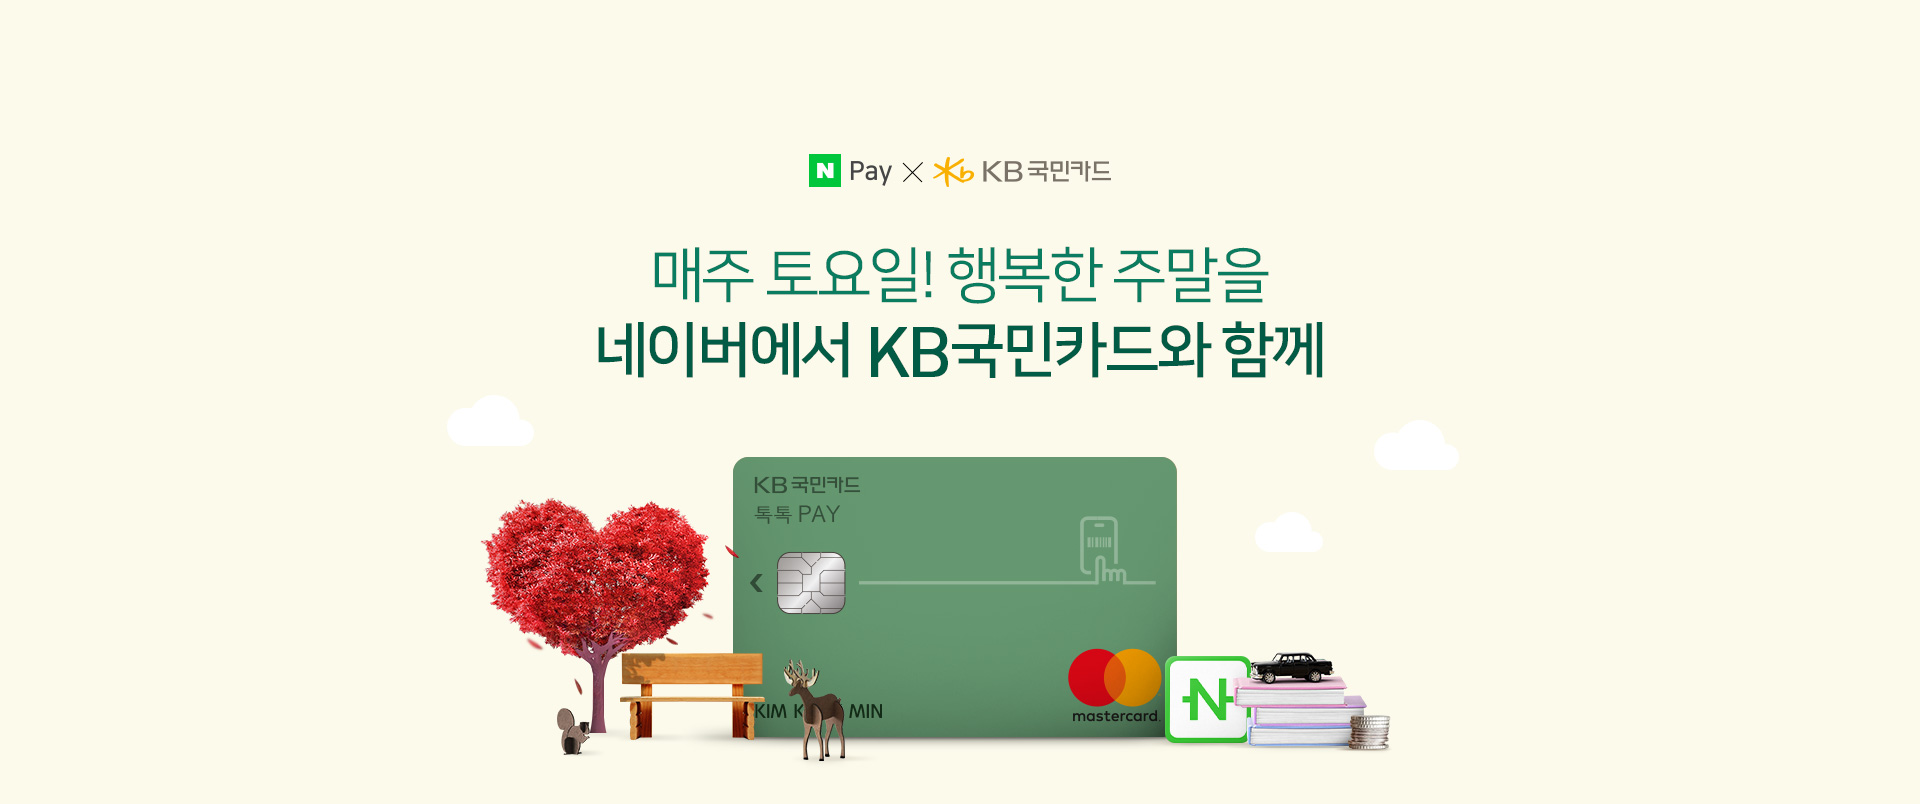 N Pay × Kb KB국민카드
매주 토요일! 행복한 주말을
네이버에서 KB국민카드와 함께
KB국민카드
톡톡 PAY
KIM K MIN
mastercard.
N